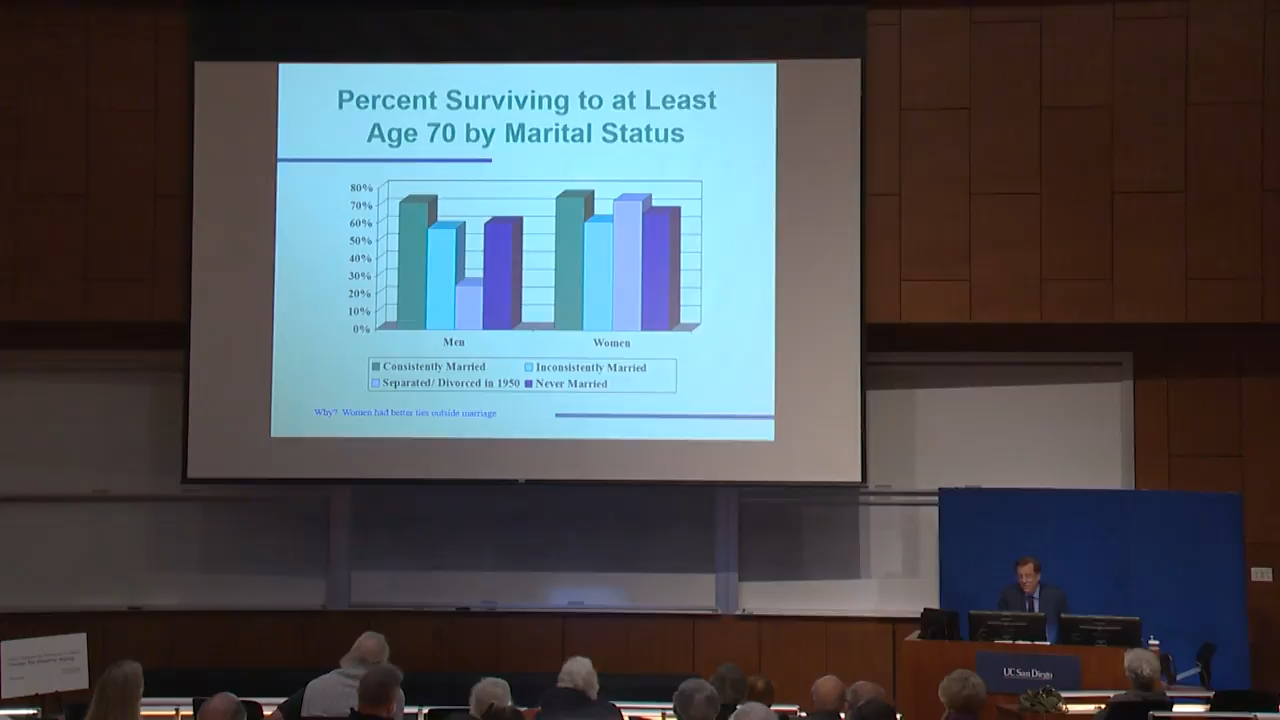 Percent Surviving to at Least
Age 70 by Marital Status
80%
70%
60%
50%
40%
30%
20%
10%
0%
Men Women
Consistently Married Inconsistently Married
Separated/ Divorced in 1950 Never Married
Why? Women had better ties outside marriage
UC San Diego